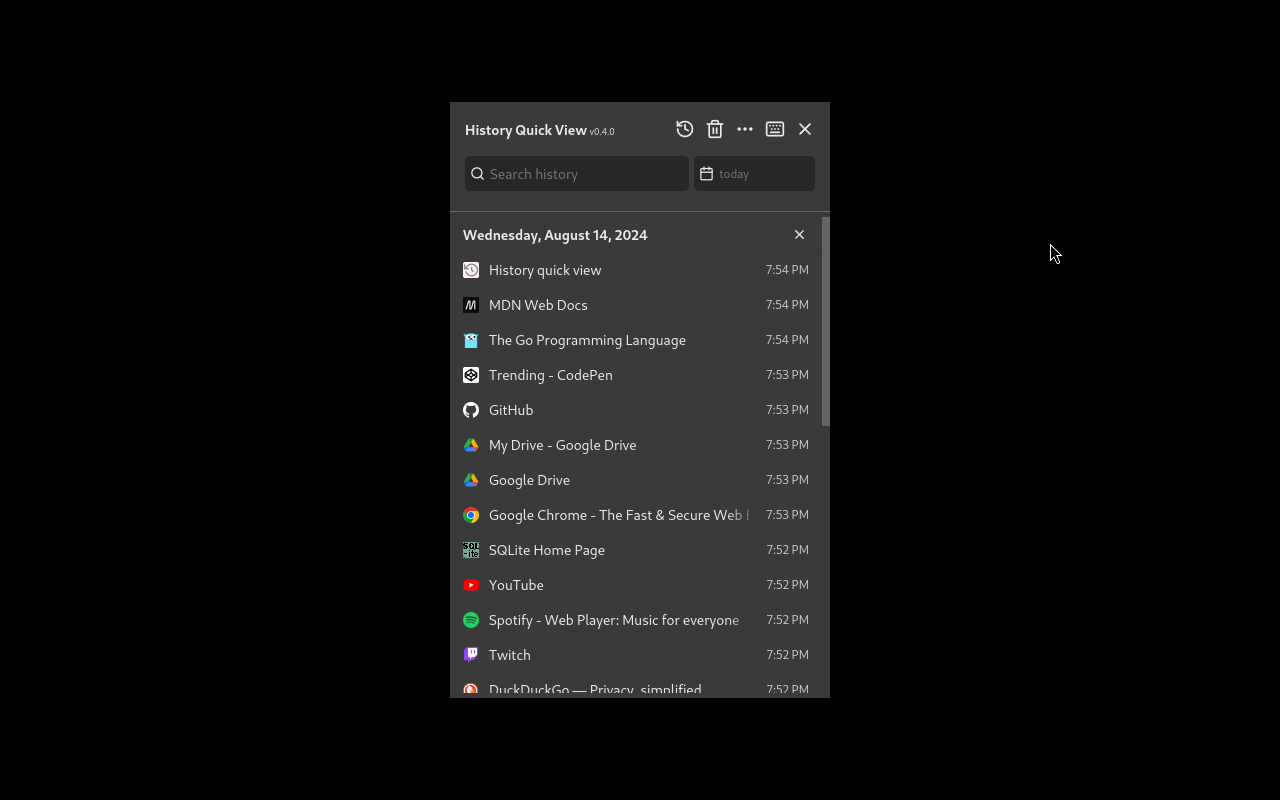 History Quick View v0.4.0
Search history
today
Wednesday, August 14, 2024
History quick view 7:54 PM
MDN Web Docs 7:54 PM
The Go Programming Language 7:54 PM
Trending - CodePen 7:53 PM
GitHub 7:53 PM
My Drive - Google Drive 7:53 PM
Google Drive 7:53 PM
Google Chrome - The Fast & Secure Web 7:53 PM
SQLite Home Page 7:52 PM
YouTube 7:52 PM
Spotify - Web Player: Music for everyone 7:52 PM
Twitch 7:52 PM
DuckDuckGo — Privacy, simplified 7:52 PM